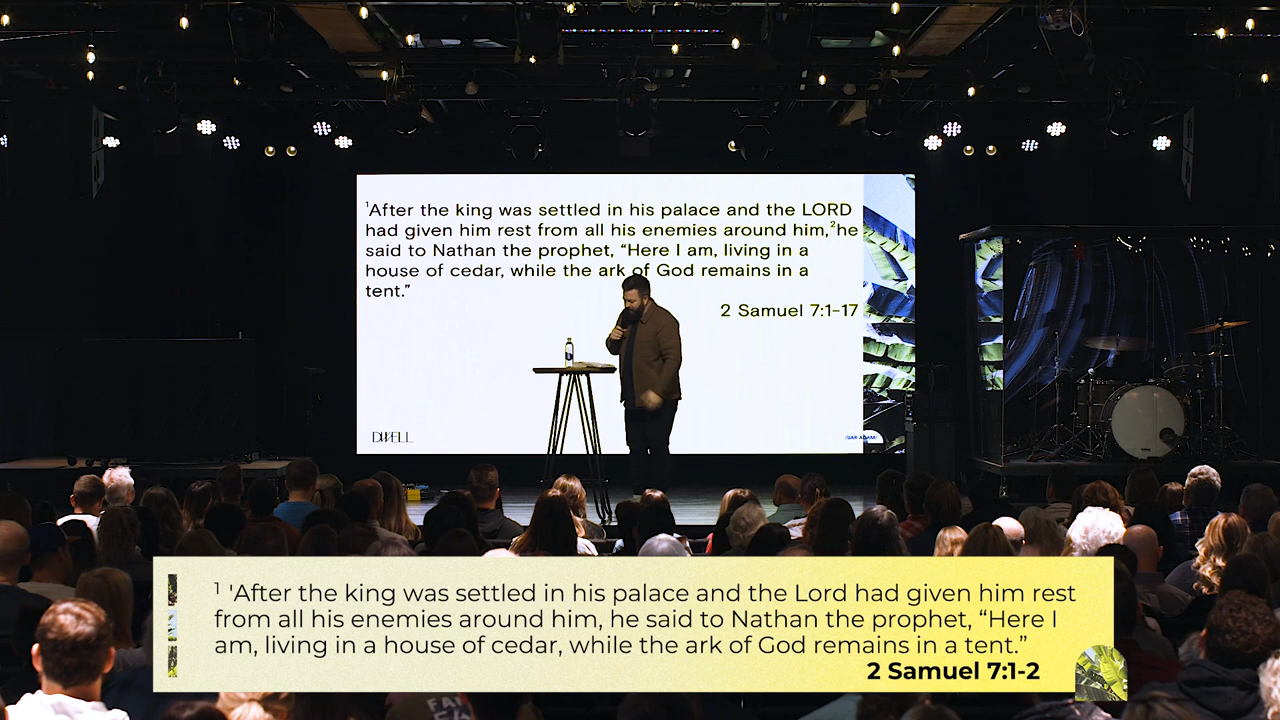 ¹After the king was settled in his palace and the LORD
had given him rest from all his enemies around him,²he
said to Nathan the prophet, “Here I am, living in a
house of cedar, while the ark of God remains in a
tent.”
2 Samuel 7:1-17
DWELL
¹ 'After the king was settled in his palace and the Lord had given him rest
from all his enemies around him, he said to Nathan the prophet, “Here I
am, living in a house of cedar, while the ark of God remains in a tent.”
2 Samuel 7:1-2